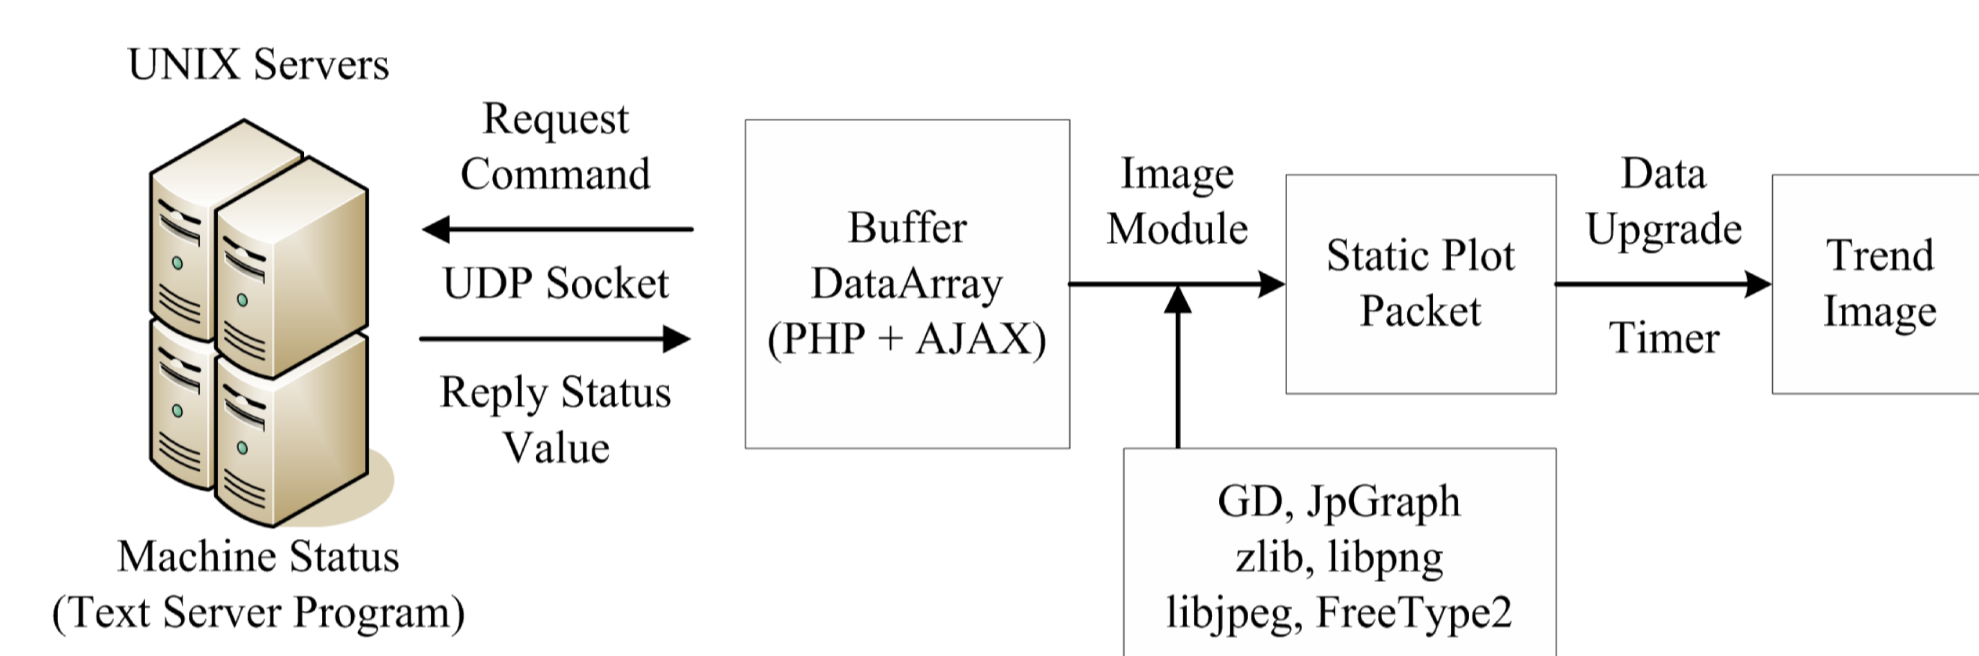 UNIX Servers
Request
Command
UDP Socket
Reply Status
Value
Machine Status
(Text Server Program)
Buffer
DataArray
(PHP + AJAX)
Image
Module
GD, JpGraph
zlib, libpng
libjpeg, FreeType2
Static Plot
Packet
Data
Upgrade
Timer
Trend
Image